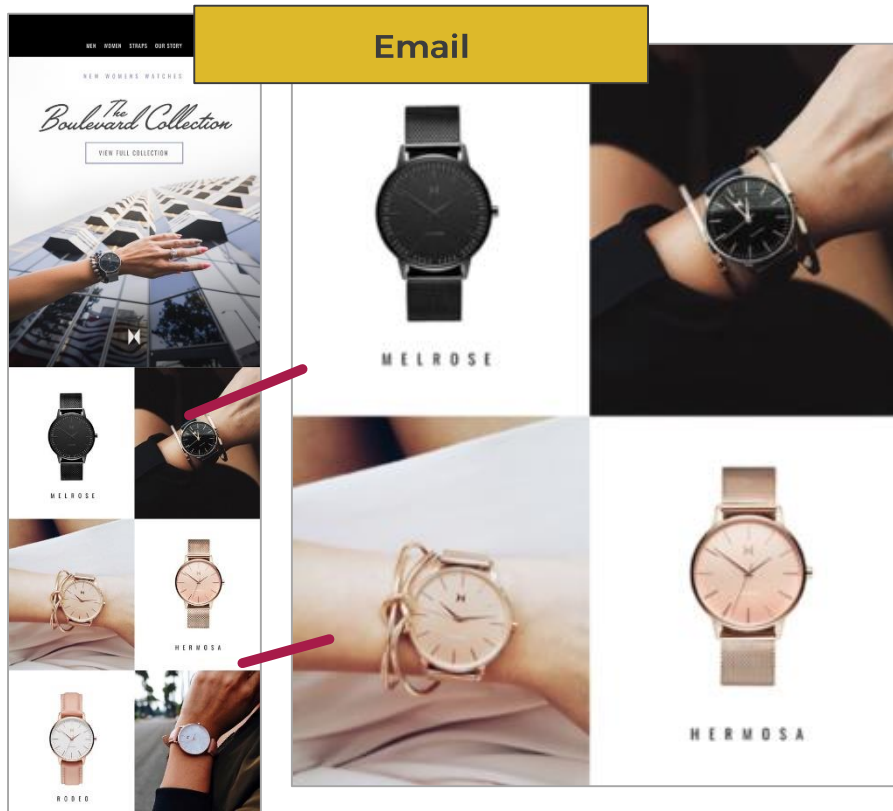 Email
MEN WOMEN STRAPS OUR STORY
NEW WOMENS WATCHES
The
Boulevard Collection
VIEW FULL COLLECTION
MELROSE
HERMOSA
RODEO
MELROSE
HERMOSA